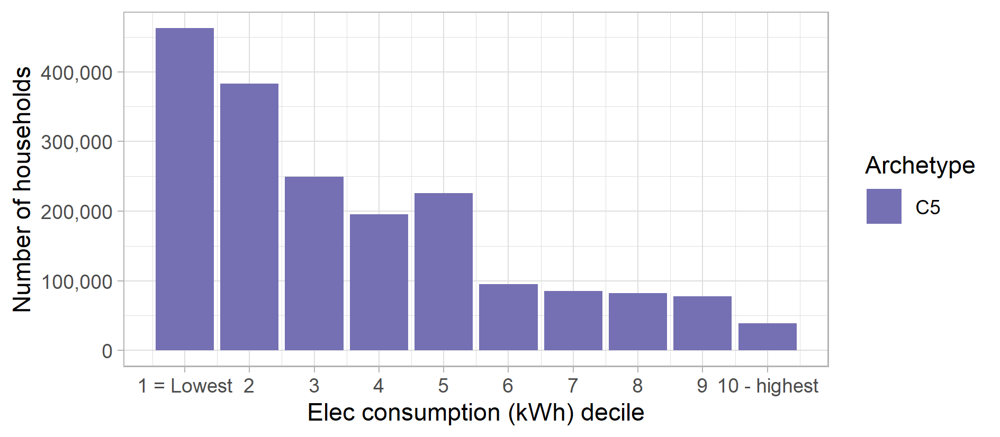 Number of households
400,000
300,000
200,000
100,000
0
1 = Lowest 2 3 4 5 6 7 8 9 10 - highest
Elec consumption (kWh) decile
Archetype
C5